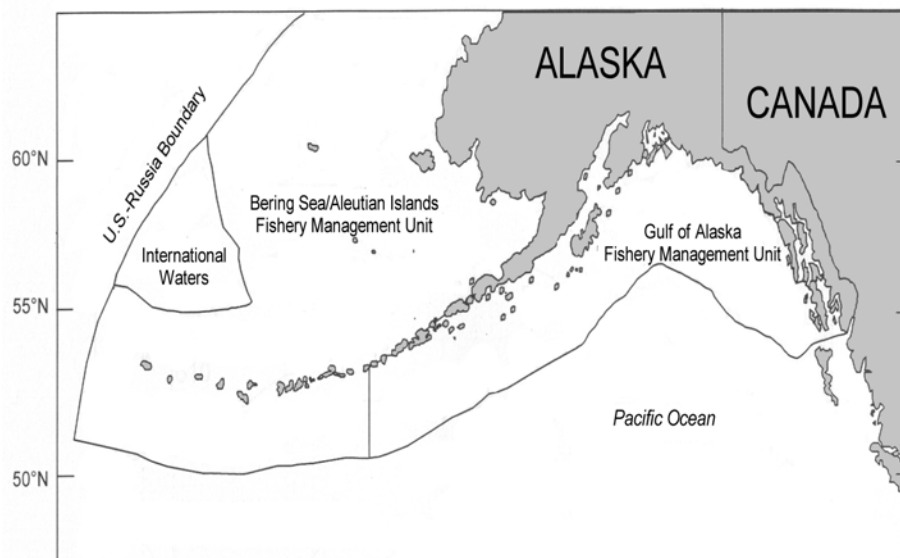 ALASKA
CANADA
U.S.-Russia Boundary
60°N
Bering Sea/Aleutian Islands
Fishery Management Unit
Gulf of Alaska
Fishery Management Unit
International
Waters
55°N
Pacific Ocean
50°N